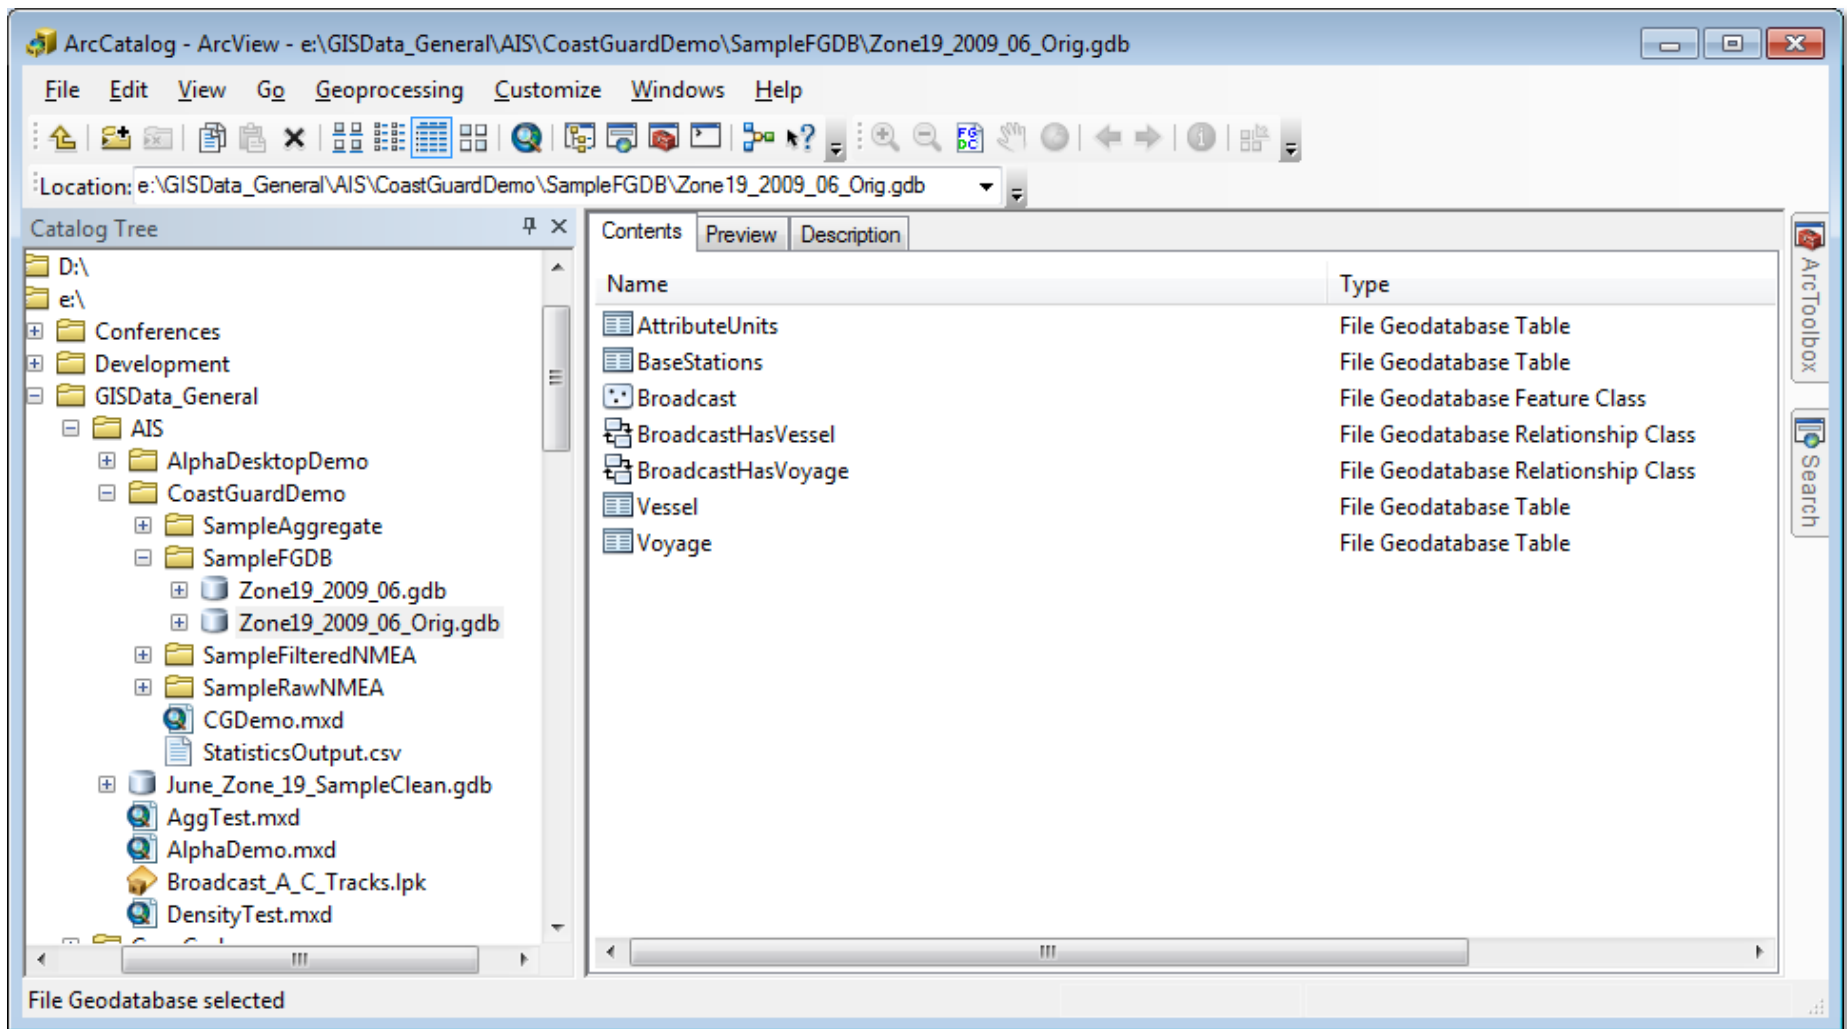 ArcCatalog - ArcView - e:\GISData_General\AIS\CoastGuardDemo\SampleFGDB\Zone19_2009_06_Orig.gdb
File Edit View Go Geoprocessing Customize Windows Help
Location: e:\GISData_General\AIS\CoastGuardDemo\SampleFGDB\Zone19_2009_06_Orig.gdb
Catalog Tree
D:\
e:\
Conferences
Development
GISData_General
AIS
AlphaDesktopDemo
CoastGuardDemo
SampleAggregate
SampleFGDB
Zone19_2009_06.gdb
Zone19_2009_06_Orig.gdb
SampleFilteredNMEA
SampleRawNMEA
CGDemo.mxd
StatisticsOutput.csv
June_Zone_19_SampleClean.gdb
AggTest.mxd
AlphaDemo.mxd
Broadcast_A_C_Tracks.lpk
DensityTest.mxd
Contents Preview Description
Name Type
AttributeUnits File Geodatabase Table
BaseStations File Geodatabase Table
Broadcast File Geodatabase Feature Class
BroadcastHasVessel File Geodatabase Relationship Class
BroadcastHasVoyage File Geodatabase Relationship Class
Vessel File Geodatabase Table
Voyage File Geodatabase Table
ArcToolbox
Search
File Geodatabase selected